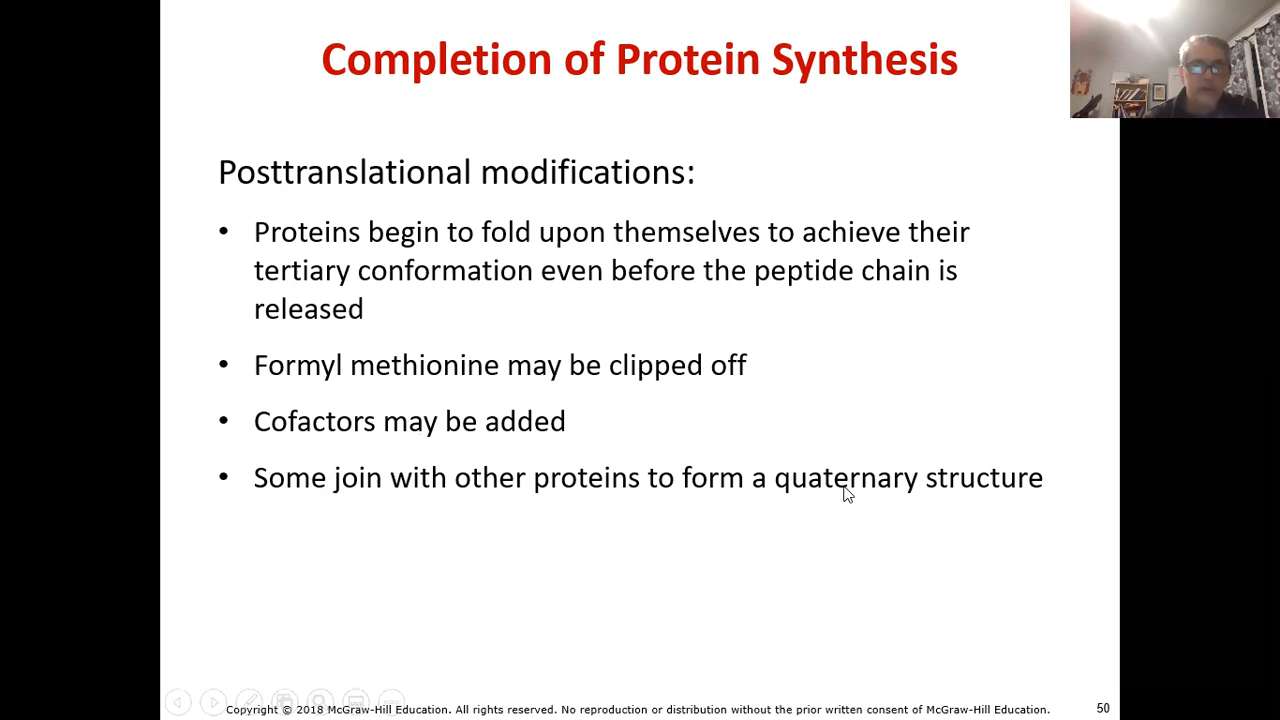 Completion of Protein Synthesis
Posttranslational modifications:
• Proteins begin to fold upon themselves to achieve their
tertiary conformation even before the peptide chain is
released
• Formyl methionine may be clipped off
• Cofactors may be added
• Some join with other proteins to form a quaternary structure
Copyright © 2018 McGraw-Hill Education. All rights reserved. No reproduction or distribution without the prior written consent of McGraw-Hill Education.
50